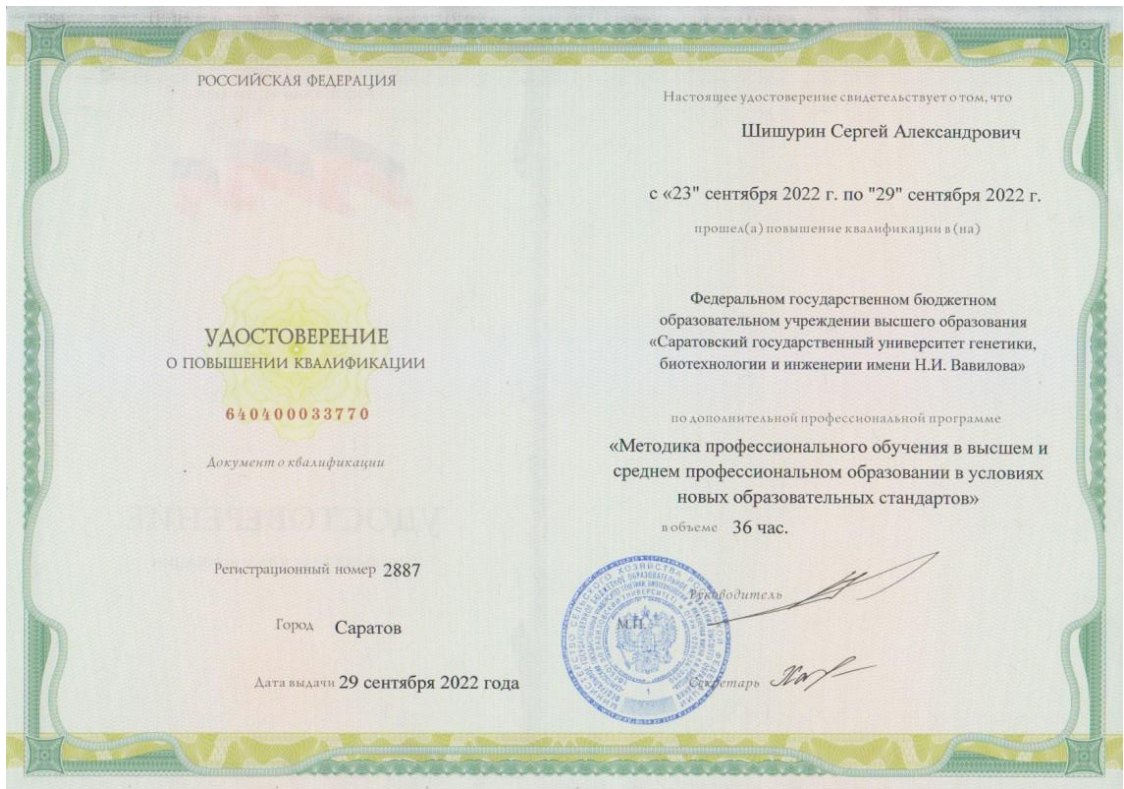 РОССИЙСКАЯ ФЕДЕРАЦИЯ
УДОСТОВЕРЕНИЕ
О ПОВЫШЕНИИ КВАЛИФИКАЦИИ
640400033770
Документ о квалификации
Регистрационный номер 2887
Город Саратов
Дата выдачи 29 сентября 2022 года
Настоящее удостоверение свидетельствует о том, что
Шишурин Сергей Александрович
с «23" сентября 2022 г. по "29" сентября 2022 г.
прошел(а) повышение квалификации в (на)
Федеральном государственном бюджетном
образовательном учреждении высшего образования
«Саратовский государственный университет генетики,
биотехнологии и инженерии имени Н.И. Вавилова»
по дополнительной профессиональной программе
«Методика профессионального обучения в высшем и
среднем профессиональном образовании в условиях
новых образовательных стандартов»
в объеме 36 час.
Руководитель
М.П.
Секретарь